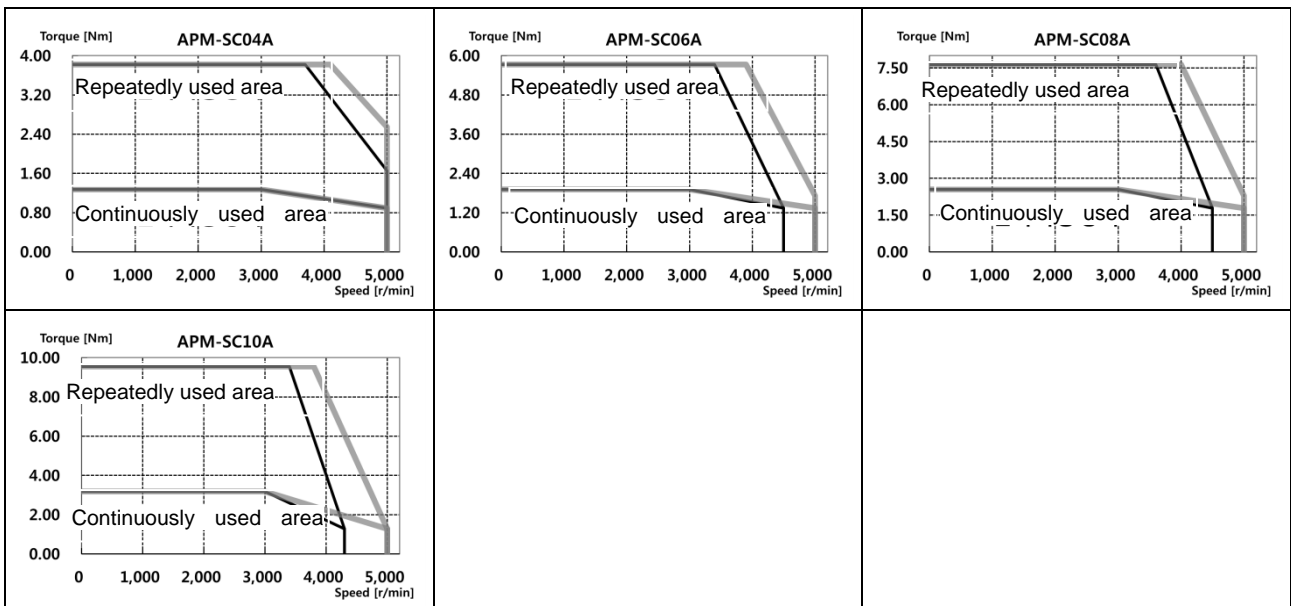 Torque [Nm] APM-SC04A
4.00
Repeatedly used area
3.20
2.40
1.60
Continuously used area
0.80
0.00
0 1,000 2,000 3,000 4,000 5,000
Speed [r/min]
Torque [Nm] APM-SC06A
6.00
Repeatedly used area
4.80
3.60
2.40
Continuously used area
1.20
0.00
0 1,000 2,000 3,000 4,000 5,000
Speed [r/min]
Torque [Nm] APM-SC08A
7.50
Repeatedly used area
6.00
4.50
3.00
Continuously used area
1.50
0.00
0 1,000 2,000 3,000 4,000 5,000
Speed [r/min]
Torque [Nm] APM-SC10A
10.00
Repeatedly used area
8.00
6.00
4.00
2.00
Continuously used area
0.00
0 1,000 2,000 3,000 4,000 5,000
Speed [r/min]